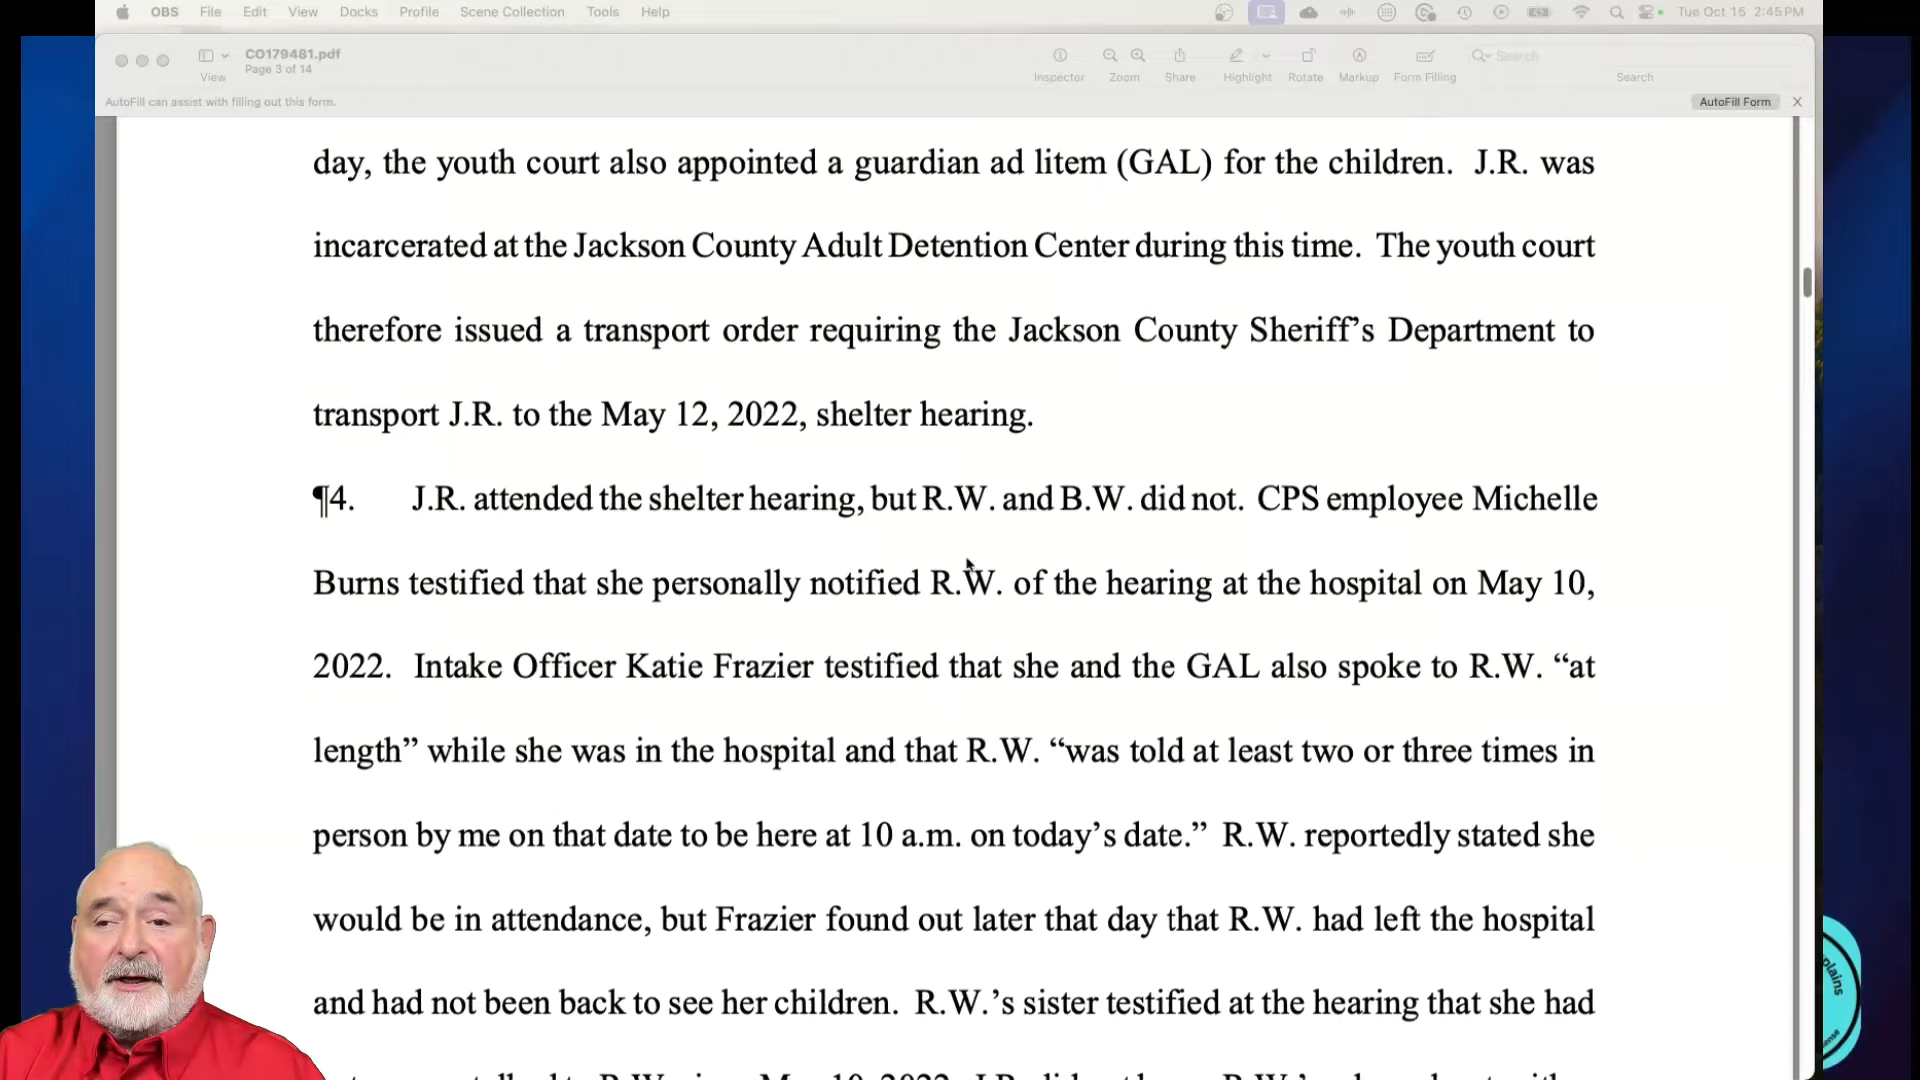 OBS File Edit View Docks Profile Scene Collection Tools Help Tue Oct 15 2:45 PM
CO179481.pdf
Page 3 of 14
View Inspector Zoom Share Highlight Rotate Markup Form Filling Search
Search
AutoFill can assist with filling out this form. AutoFill Form X
day, the youth court also appointed a guardian ad litem (GAL) for the children. J.R. was
incarcerated at the Jackson County Adult Detention Center during this time. The youth court
therefore issued a transport order requiring the Jackson County Sheriff’s Department to
transport J.R. to the May 12, 2022, shelter hearing.
¶4. J.R. attended the shelter hearing, but R.W. and B.W. did not. CPS employee Michelle
Burns testified that she personally notified R.W. of the hearing at the hospital on May 10,
2022. Intake Officer Katie Frazier testified that she and the GAL also spoke to R.W. “at
length” while she was in the hospital and that R.W. “was told at least two or three times in
person by me on that date to be here at 10 a.m. on today’s date.” R.W. reportedly stated she
would be in attendance, but Frazier found out later that day that R.W. had left the hospital
and had not been back to see her children. R.W.’s sister testified at the hearing that she had